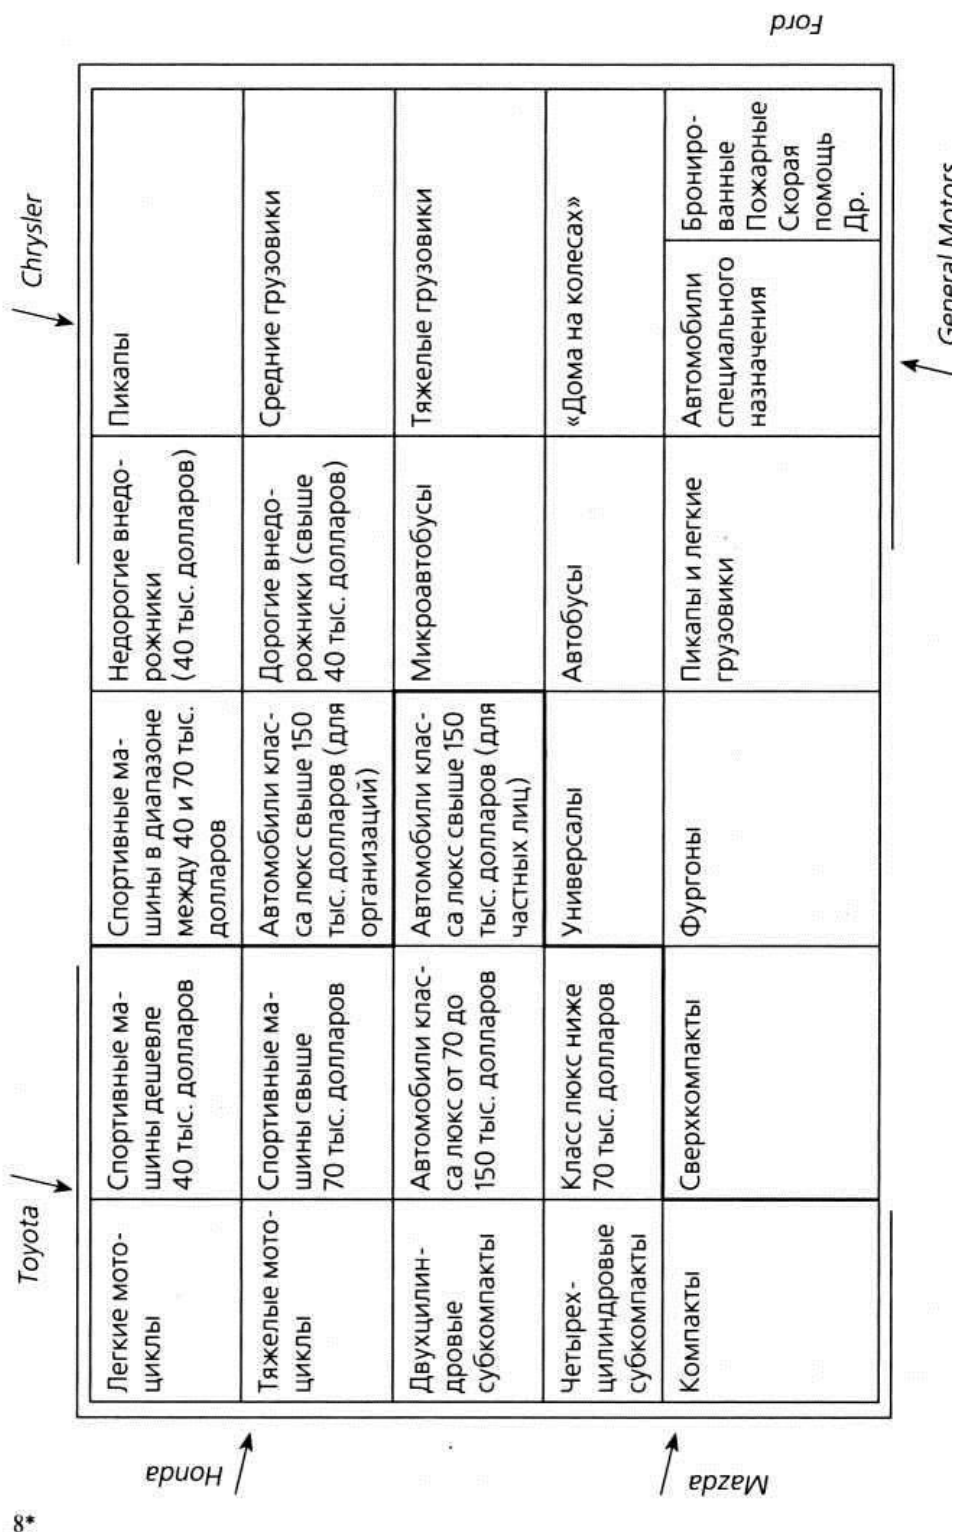 Toyota
Chrysler
Легкие мото-
циклы
Спортивные ма-
шины дешевле
40 тыс. долларов
Спортивные ма-
шины в диапазоне
между 40 и 70 тыс.
долларов
Недорогие внедо-
рожники
(40 тыс. долларов)
Пикапы
Honda
Тяжелые мото-
циклы
Спортивные ма-
шины свыше
70 тыс. долларов
Автомобили клас-
са люкс свыше 150
тыс. долларов (для
организаций)
Дорогие внедо-
рожники (свыше
40 тыс. долларов)
Средние грузовики
Двухцилин-
дровые
субкомпакты
Автомобили клас-
са люкс от 70 до
150 тыс. долларов
Автомобили клас-
са люкс свыше 150
тыс. долларов (для
частных лиц)
Микроавтобусы
Тяжелые грузовики
Четырех-
цилиндровые
субкомпакты
Класс люкс ниже
70 тыс. долларов
Универсалы
Автобусы
«Дома на колесах»
Mazda
Компакты
Сверхкомпакты
Фургоны
Пикапы и легкие
грузовики
Автомобили
специального
назначения
Брониро-
ванные
Пожарные
Скорая
помощь
Др.
Ford
General Motors
8*